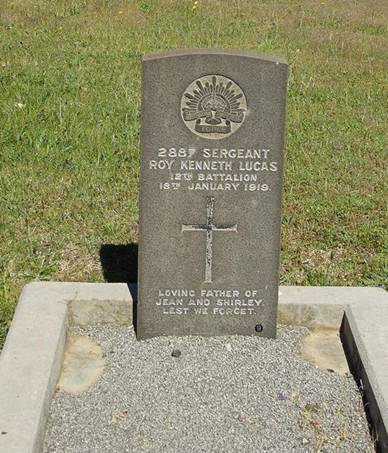 2887 SERGEANT
ROY KENNETH LUCAS
12TH BATTALION
18TH JANUARY 1919.
LOVING FATHER OF
JEAN AND SHIRLEY.
LEST WE FORGET.